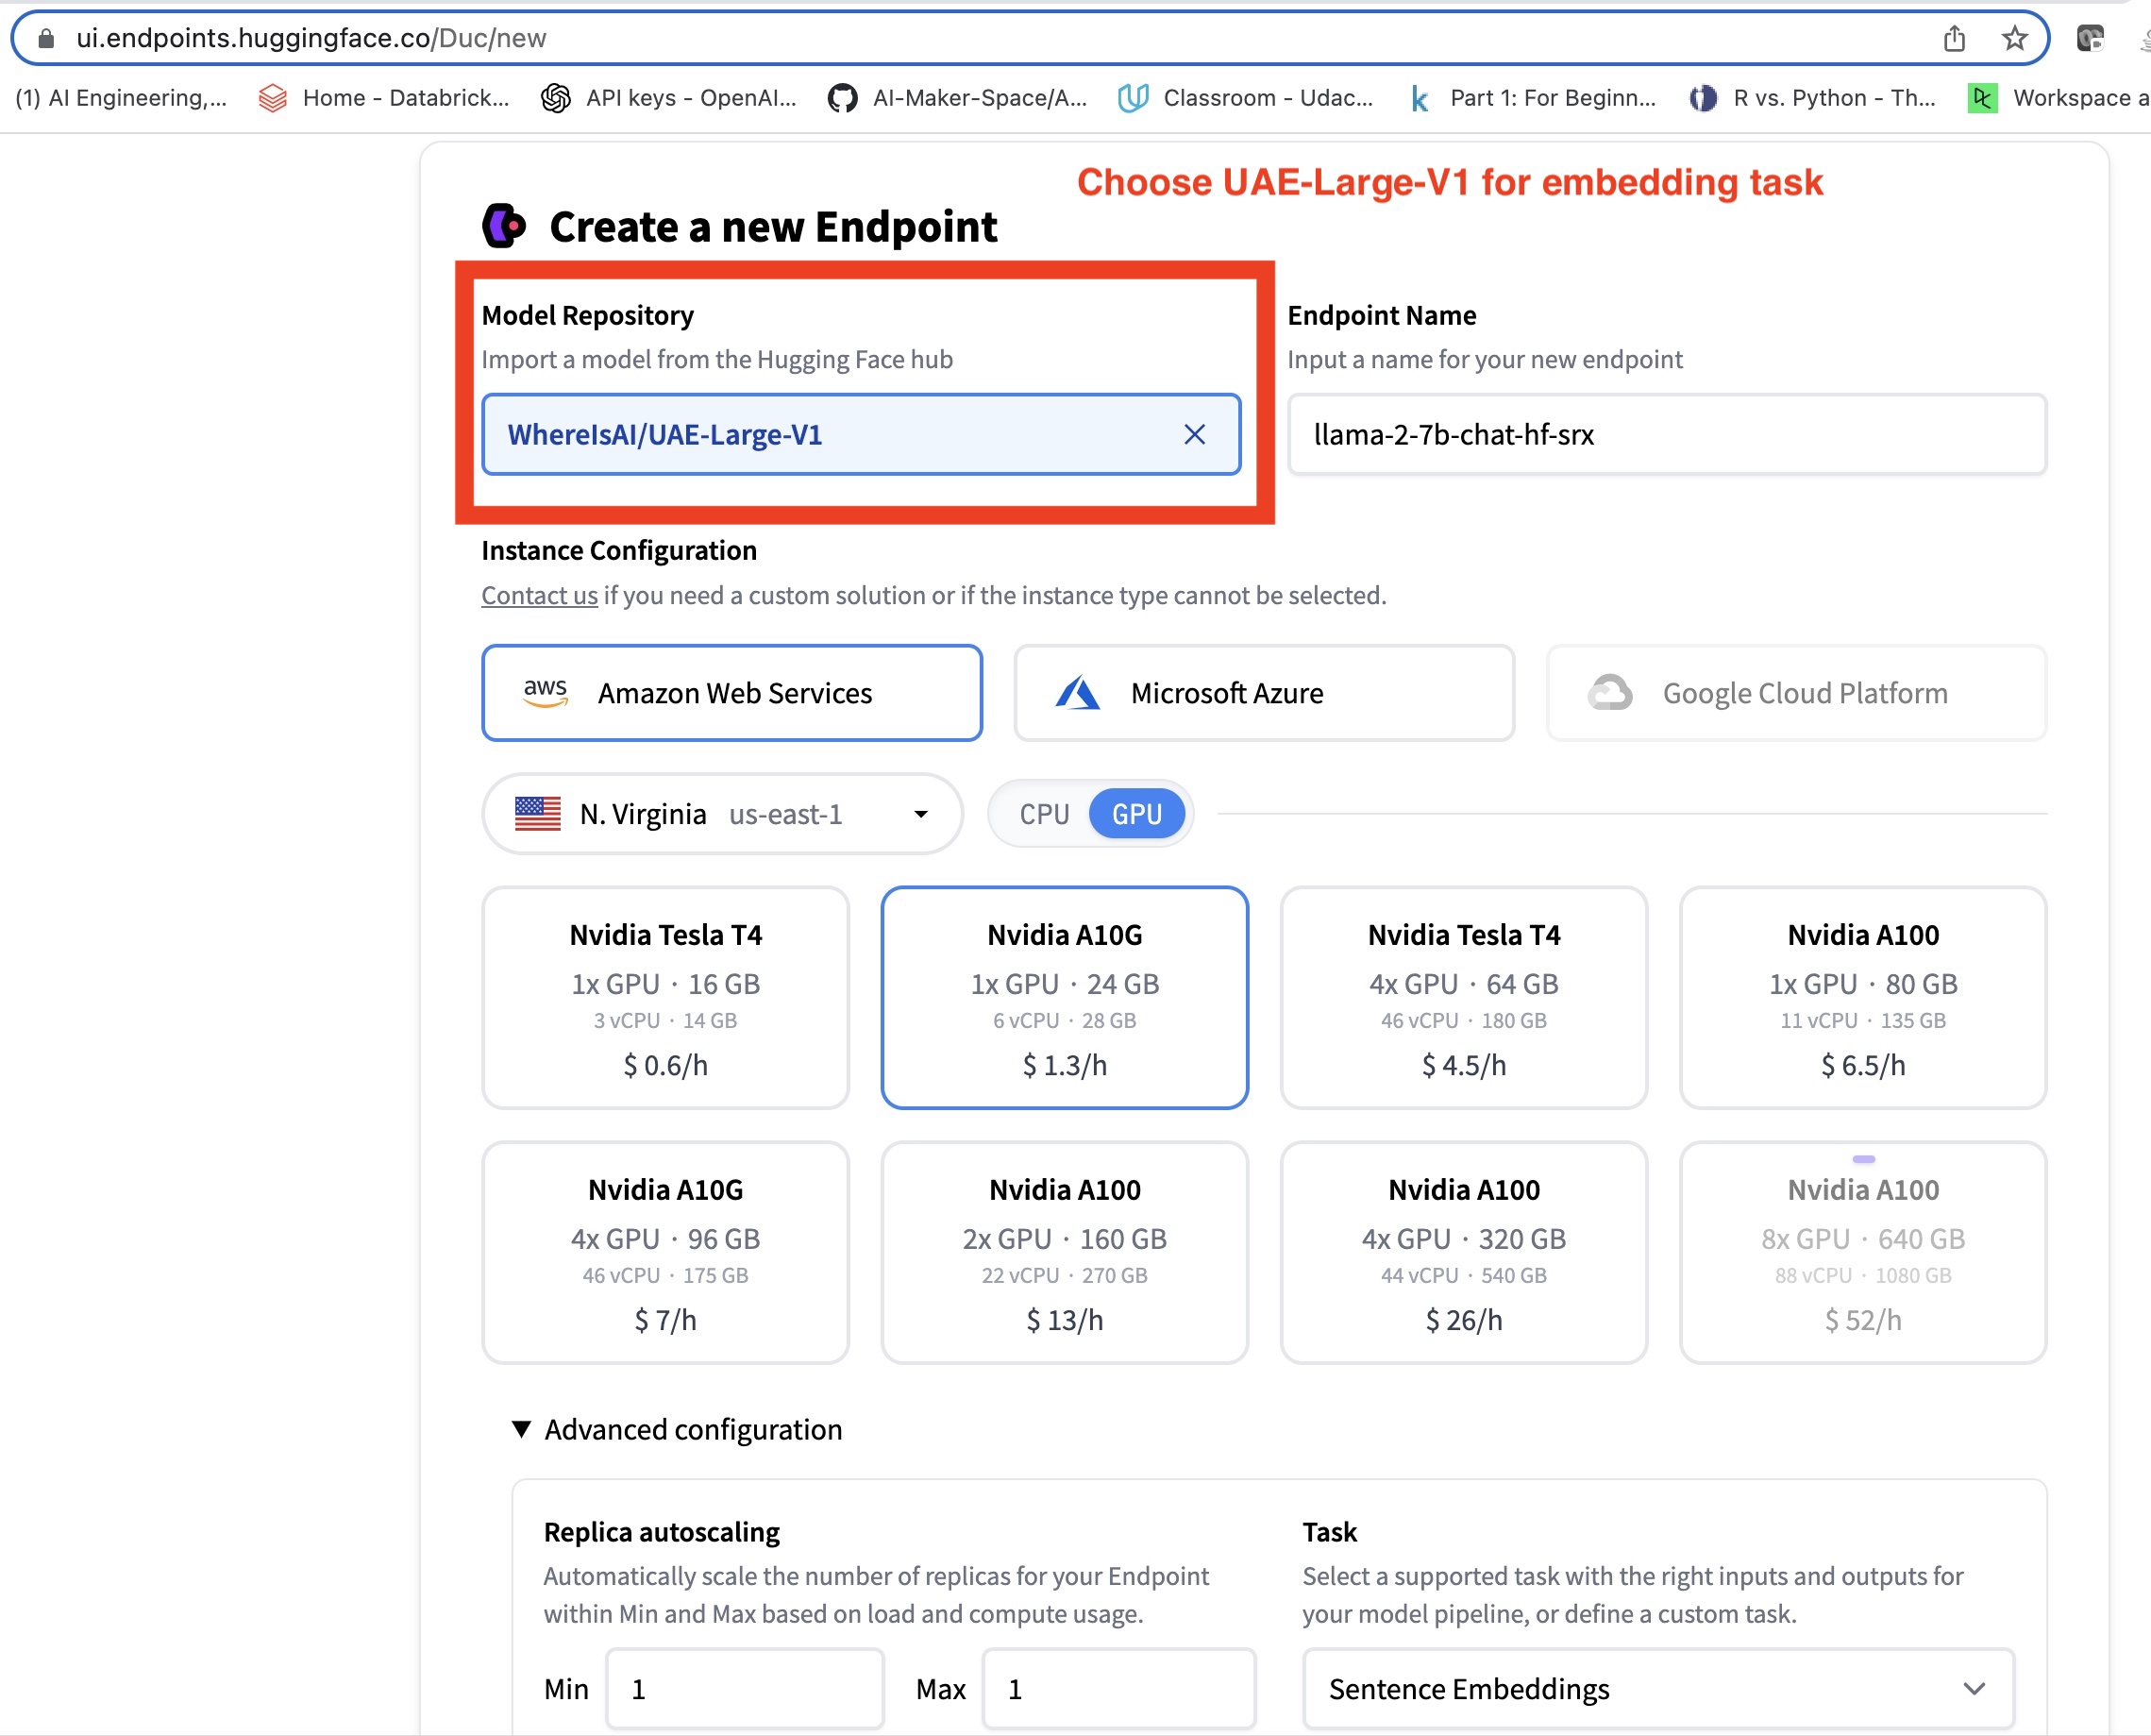 ui.endpoints.huggingface.co/Duc/new
(1) AI Engineering,...
Home - Databrick...
API keys - OpenAI...
AI-Maker-Space/A...
Classroom - Udac...
Part 1: For Beginn...
R vs. Python - Th...
Workspace a
Choose UAE-Large-V1 for embedding task
Create a new Endpoint
Model Repository
Import a model from the Hugging Face hub
WhereIsAI/UAE-Large-V1
Endpoint Name
Input a name for your new endpoint
llama-2-7b-chat-hf-srx
Instance Configuration
Contact us if you need a custom solution or if the instance type cannot be selected.
aws Amazon Web Services
Microsoft Azure
Google Cloud Platform
N. Virginia us-east-1
CPU GPU
Nvidia Tesla T4
1x GPU · 16 GB
3 vCPU · 14 GB
$ 0.6/h
Nvidia A10G
1x GPU · 24 GB
6 vCPU · 28 GB
$ 1.3/h
Nvidia Tesla T4
4x GPU · 64 GB
46 vCPU · 180 GB
$ 4.5/h
Nvidia A100
1x GPU · 80 GB
11 vCPU · 135 GB
$ 6.5/h
Nvidia A10G
4x GPU · 96 GB
46 vCPU · 175 GB
$ 7/h
Nvidia A100
2x GPU · 160 GB
22 vCPU · 270 GB
$ 13/h
Nvidia A100
4x GPU · 320 GB
44 vCPU · 540 GB
$ 26/h
Nvidia A100
8x GPU · 640 GB
88 vCPU · 1080 GB
$ 52/h
Advanced configuration
Replica autoscaling
Automatically scale the number of replicas for your Endpoint
within Min and Max based on load and compute usage.
Min 1 Max 1
Task
Select a supported task with the right inputs and outputs for
your model pipeline, or define a custom task.
Sentence Embeddings